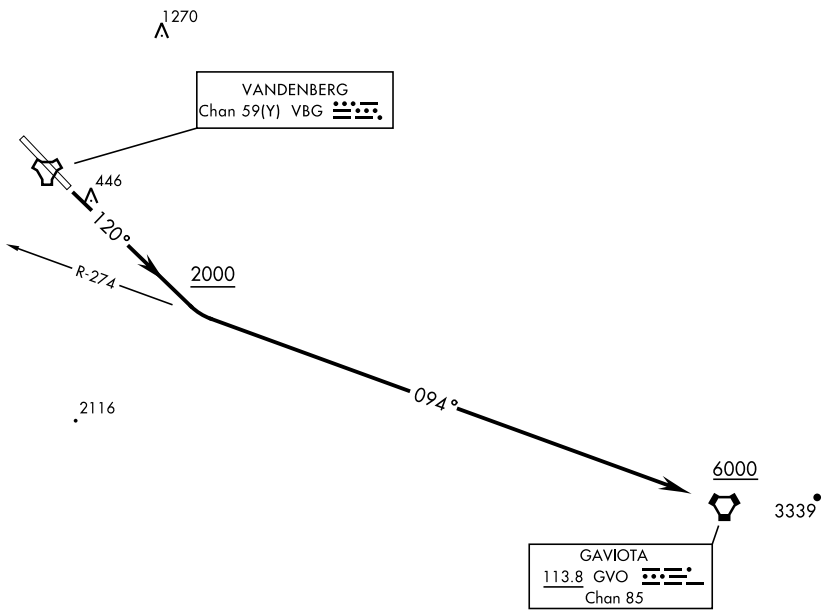 1270
VANDENBERG
Chan 59(Y) VBG
446
120°
R-274
2000
094°
2116
6000
3339
GAVIOTA
113.8 GVO
Chan 85